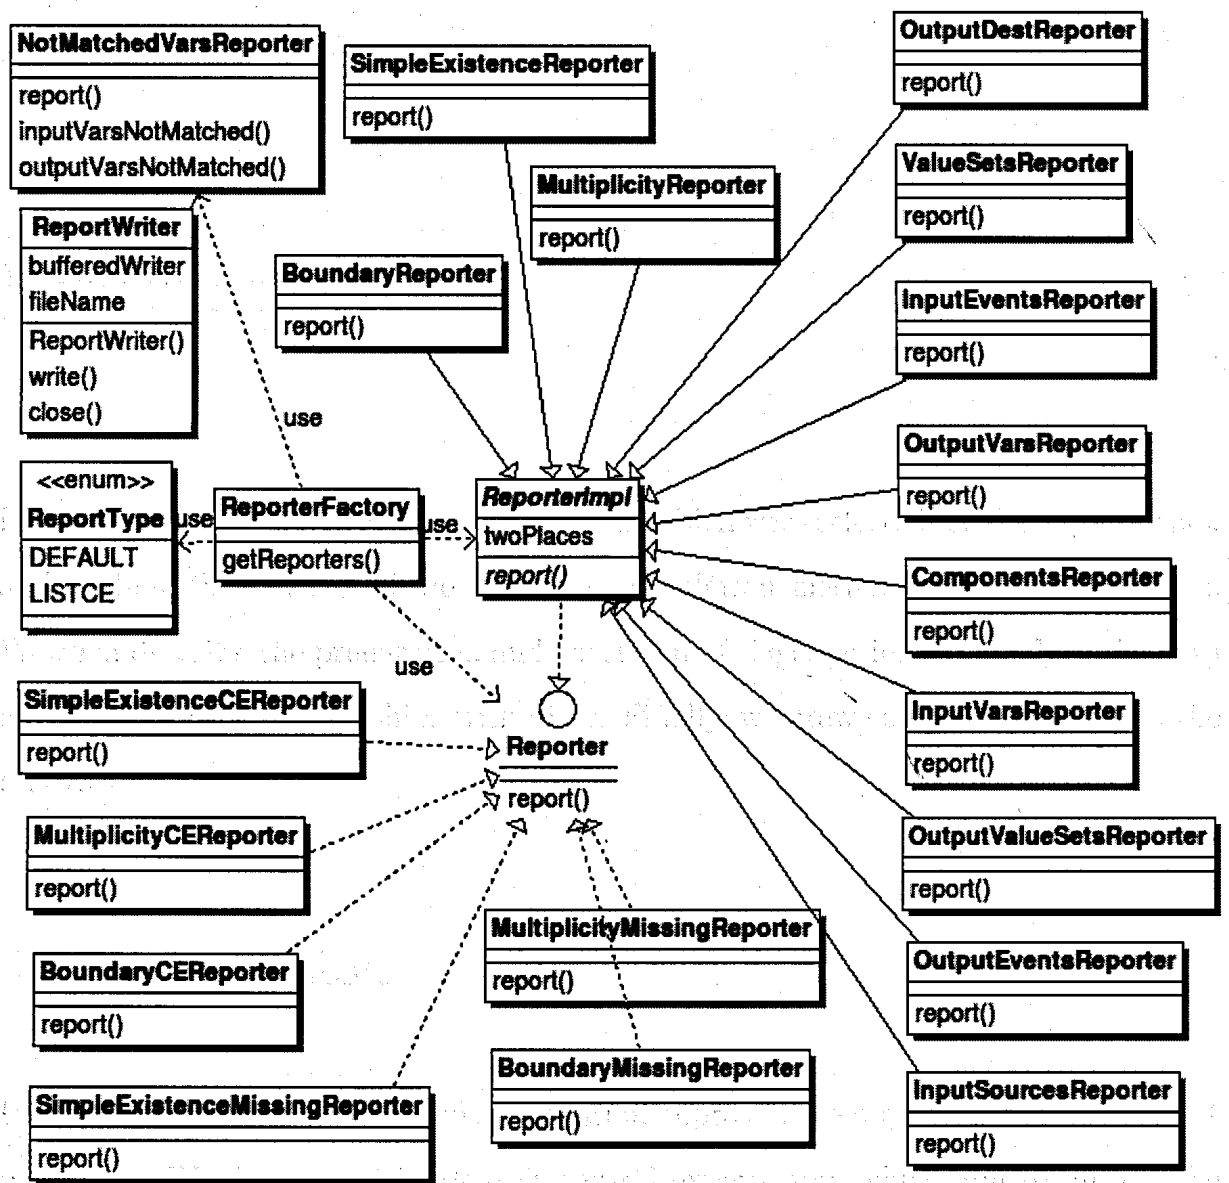 NotMatchedVarsReporter
report()
inputVarsNotMatched()
outputVarsNotMatched()
SimpleExistenceReporter
report()
OutputDestReporter
report()
MultiplicityReporter
report()
ValueSetsReporter
report()
ReportWriter
bufferedWriter
fileName
ReportWriter()
write()
close()
BoundaryReporter
report()
InputEventsReporter
report()
use
OutputVarsReporter
report()
<<enum>>
ReportType
DEFAULT
LISTCE
use
ReporterFactory
getReporters()
use
ReporterImpl
twoPlaces
report()
ComponentsReporter
report()
use
SimpleExistenceCEReporter
report()
Reporter
report()
InputVarsReporter
report()
MultiplicityCEReporter
report()
OutputValueSetsReporter
report()
BoundaryCEReporter
report()
MultiplicityMissingReporter
report()
OutputEventsReporter
report()
SimpleExistenceMissingReporter
report()
BoundaryMissingReporter
report()
InputSourcesReporter
report()